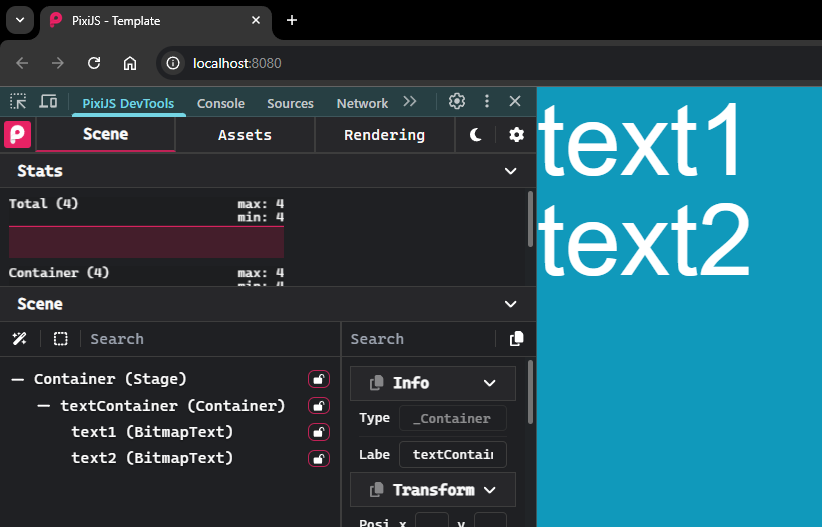 PixiJS - Template
localhost:8080
PixiJS DevTools Console Sources Network
Scene Assets Rendering
Stats
Total (4) max: 4
min: 4
Container (4) max: 4
min: 4
Scene
Search
Container (Stage)
textContainer (Container)
text1 (BitmapText)
text2 (BitmapText)
Search
Info
Type _Container
Labe textContain
Transform
Posi x y
text1
text2